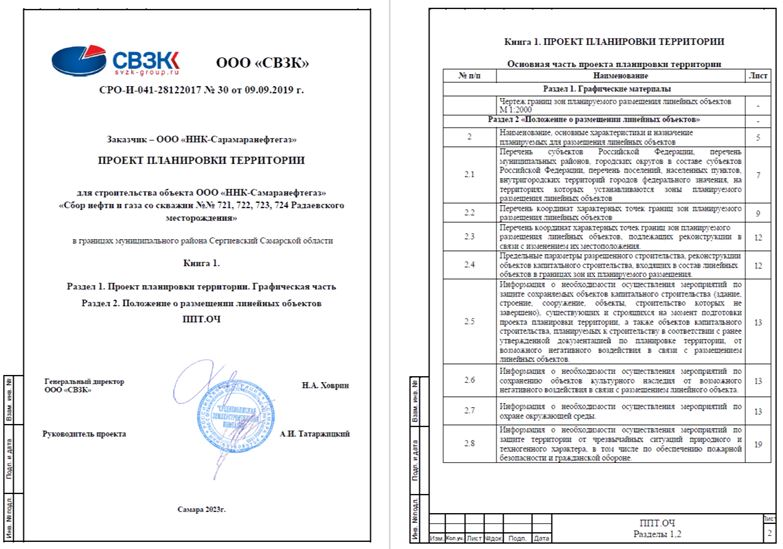 СВЗК
svzk-group.ru
ООО «СВЗК»
СРО-И-041-28122017 № 30 от 09.09.2019 г.
Заказчик – ООО «ННК-Сарамаранефтегаз»
ПРОЕКТ ПЛАНИРОВКИ ТЕРРИТОРИИ
для строительства объекта ООО «ННК-Самаранефтегаз»
«Сбор нефти и газа со скважин №№ 721, 722, 723, 724 Радаевского
месторождения»
в границах муниципального района Сергиевский Самарской области
Книга 1.
Раздел 1. Проект планировки территории. Графическая часть
Раздел 2. Положение о размещении линейных объектов
ППТ.ОЧ
Генеральный директор
ООО «СВЗК»
Н.А. Ховрин
Руководитель проекта
А.И. Татаржицкий
Самара 2023г.
Взам. инв. №
Подп. и дата
Инв. № подл.
Книга 1. ПРОЕКТ ПЛАНИРОВКИ ТЕРРИТОРИИ
Основная часть проекта планировки территории
№ п/п Наименование Лист
Раздел 1. Графические материалы
- Чертеж границ зон планируемого размещения линейных объектов
М 1:2000 -
Раздел 2 «Положение о размещении линейных объектов» -
2 Наименование, основные характеристики и назначение
планируемых для размещения линейных объектов 5
2.1 Перечень субъектов Российской Федерации, перечень
муниципальных районов, городских округов в составе субъектов
Российской Федерации, перечень поселений, населенных пунктов,
внутригородских территорий городов федерального значения, на
территориях которых устанавливаются зоны планируемого
размещения линейных объектов 7
2.2 Перечень координат характерных точек границ зон планируемого
размещения линейных объектов 9
2.3 Перечень координат характерных точек границ зон планируемого
размещения линейных объектов, подлежащих реконструкции в
связи с изменением их местоположения. 12
2.4 Предельные параметры разрешенного строительства, реконструкции
объектов капитального строительства, входящих в состав линейных
объектов в границах зон их планируемого размещения. 12
2.5 Информация о необходимости осуществления мероприятий по
защите сохраняемых объектов капитального строительства (здание,
строение, сооружение, объекты, строительство которых не
завершено), существующих и строящихся на момент подготовки
проекта планировки территории, а также объектов капитального
строительства, планируемых к строительству в соответствии с ранее
утвержденной документацией по планировке территории, от
возможного негативного воздействия в связи с размещением
линейных объектов. 13
2.6 Информация о необходимости осуществления мероприятий по
сохранению объектов культурного наследия от возможного
негативного воздействия в связи с размещением линейного объекта. 13
2.7 Информация о необходимости осуществления мероприятий по
охране окружающей среды. 13
2.8 Информация о необходимости осуществления мероприятий по
защите территории от чрезвычайных ситуаций природного и
техногенного характера, в том числе по обеспечению пожарной
безопасности и гражданской обороне. 19
Взам. инв. №
Подп. и дата
Инв. № подл.
Изм. Кол.уч. Лист №док. Подп. Дата
ППТ.ОЧ
Разделы 1,2
Лист
2